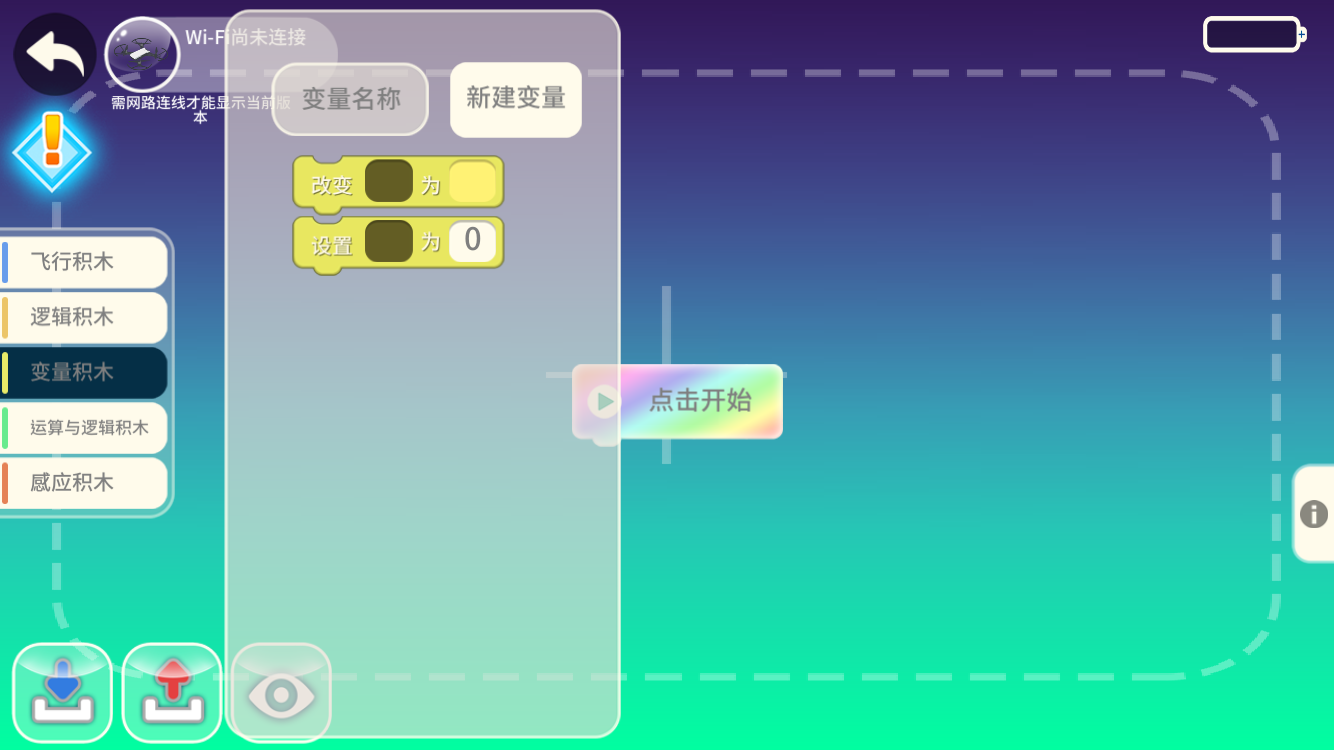 Wi-Fi尚未连接
需网路连线才能显示当前版
本
变量名称
新建变量
改变 为
设置 为 0
飞行积木
逻辑积木
变量积木
运算与逻辑积木
感应积木
点击开始